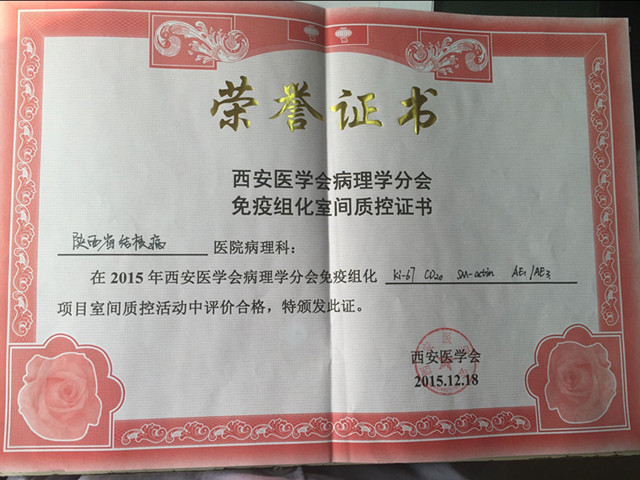 荣誉证书
西安医学会病理学分会
免疫组化室间质控证书
陕西省结核病 医院病理科：
在 2015 年西安医学会病理学分会免疫组化 Ki-67 CD20 SM-actin AE1/AE3
项目室间质控活动中评价合格，特颁发此证。
西安医学会
2015.12.18